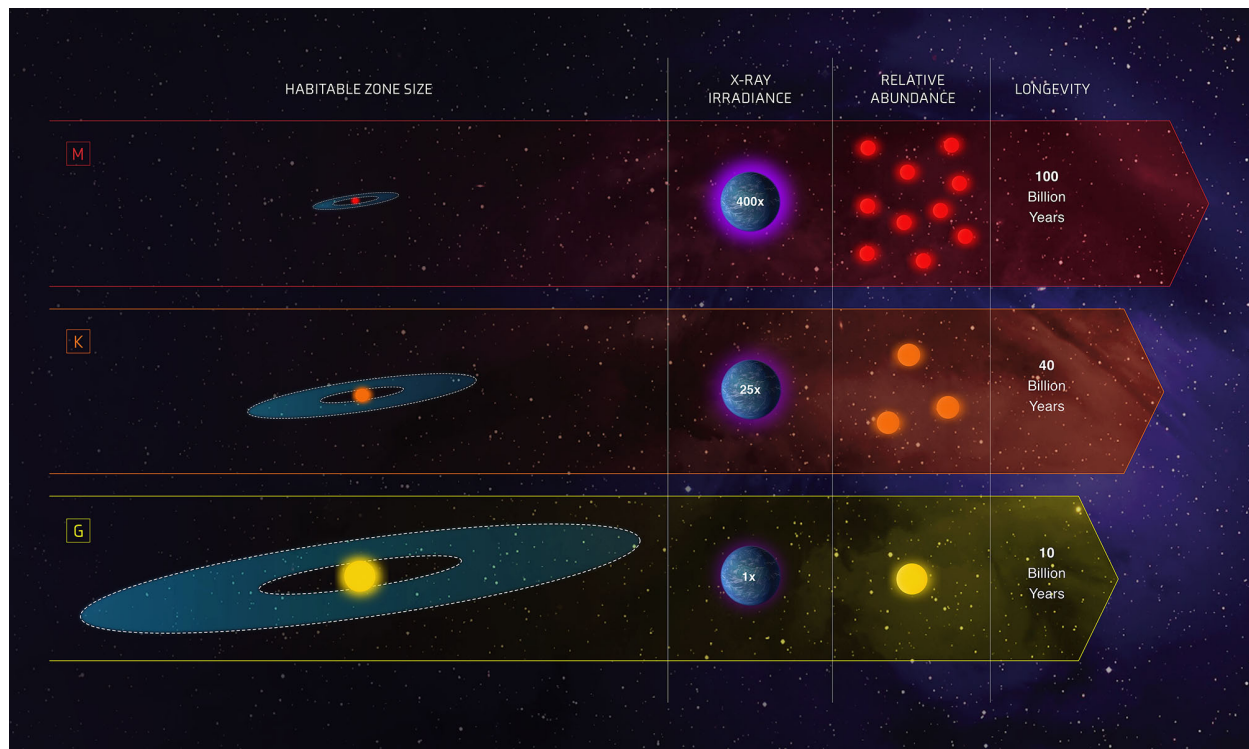 HABITABLE ZONE SIZE
X-RAY
IRRADIANCE
RELATIVE
ABUNDANCE
LONGEVITY
M
400x
100
Billion
Years
K
25x
40
Billion
Years
G
1x
10
Billion
Years